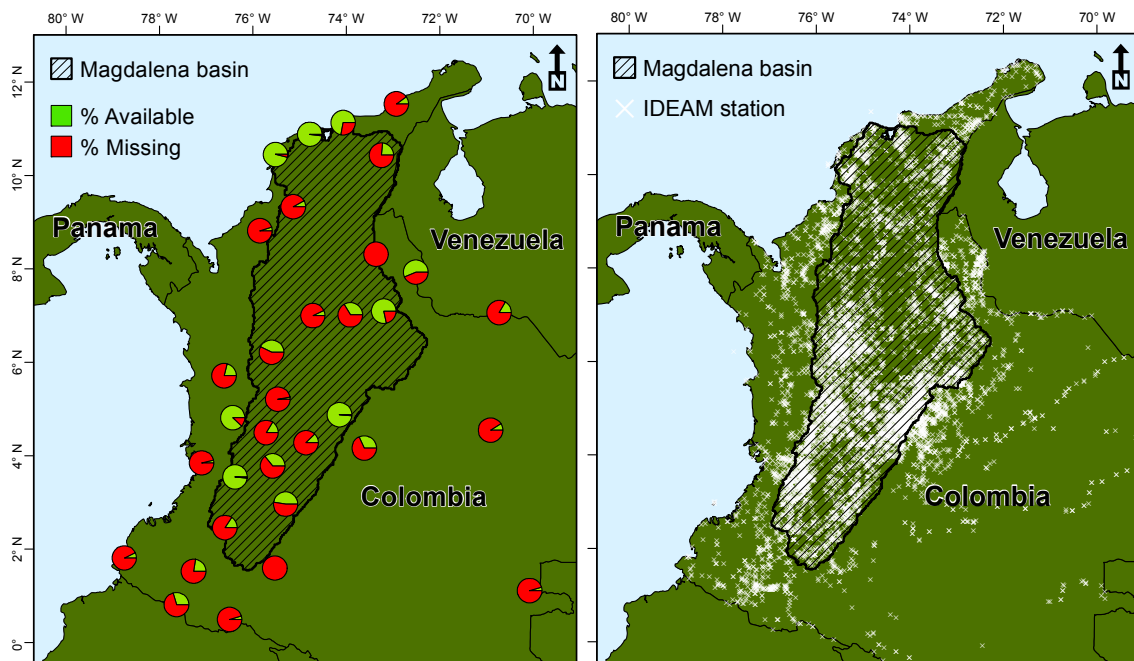 80° W 78° W 76° W 74° W 72° W 70° W
12° N
10° N
8° N
6° N
4° N
2° N
0°
N
Magdalena basin
% Available
% Missing
Panama
Venezuela
Colombia
80° W 78° W 76° W 74° W 72° W 70° W
N
Magdalena basin
IDEAM station
Panama
Venezuela
Colombia